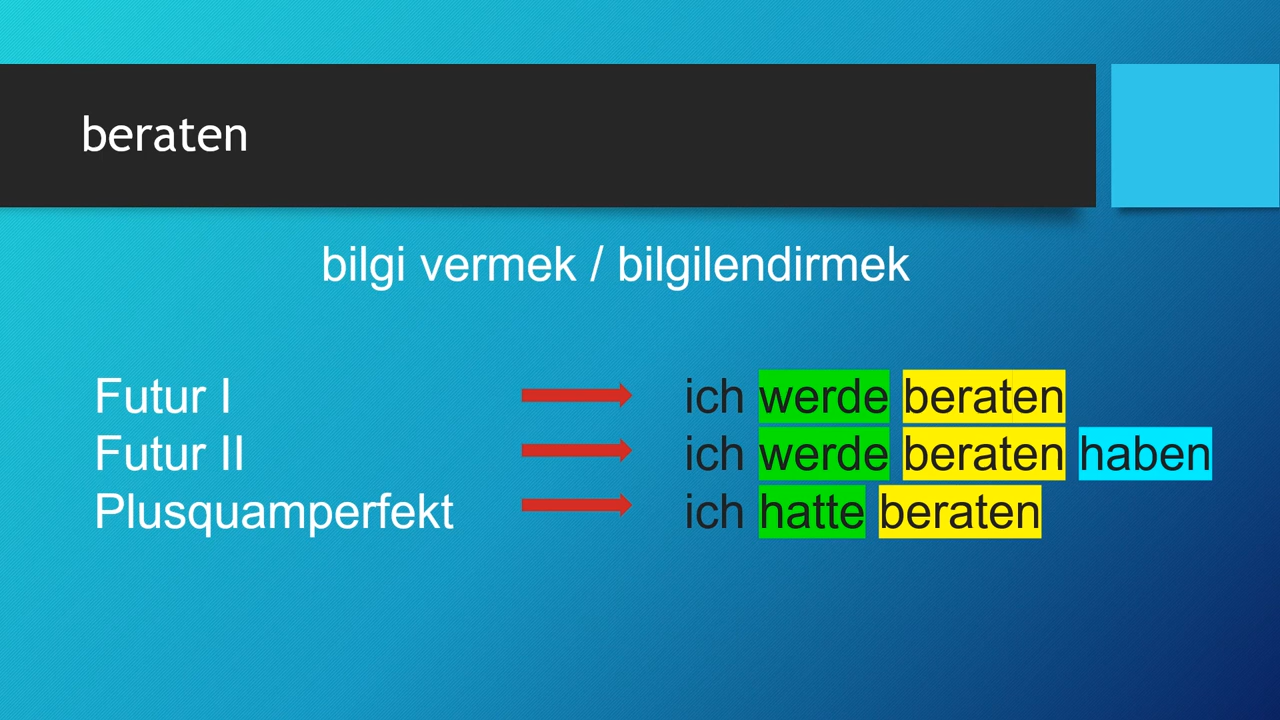 beraten
bilgi vermek / bilgilendirmek
Futur I ich werde beraten
Futur II ich werde beraten haben
Plusquamperfekt ich hatte beraten